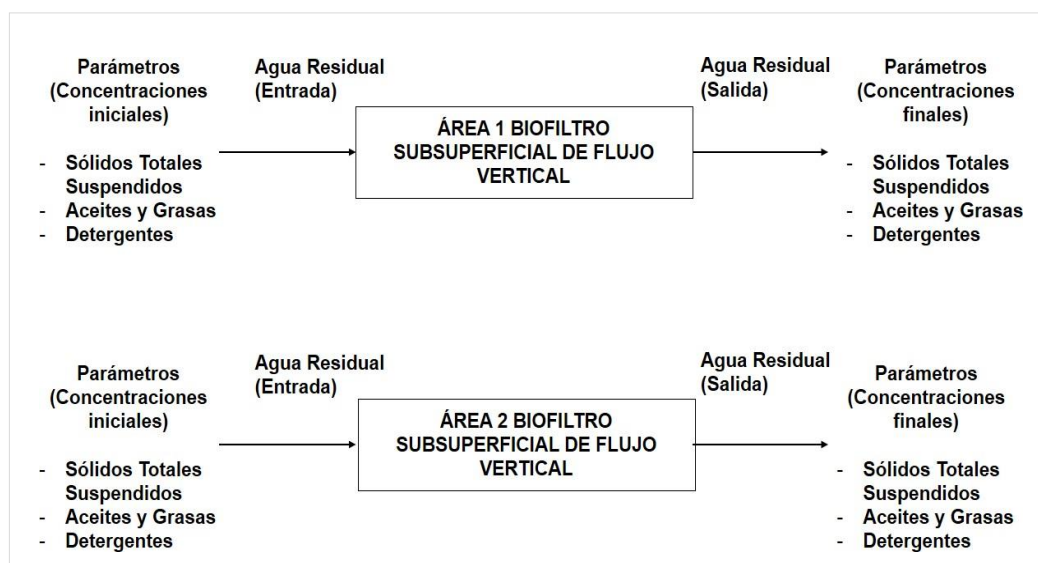 Parámetros
(Concentraciones
iniciales)
- Sólidos Totales
Suspendidos
- Aceites y Grasas
- Detergentes
Agua Residual
(Entrada)
ÁREA 1 BIOFILTRO
SUBSUPERFICIAL DE FLUJO
VERTICAL
Agua Residual
(Salida)
Parámetros
(Concentraciones
finales)
- Sólidos Totales
Suspendidos
- Aceites y Grasas
- Detergentes
Parámetros
(Concentraciones
iniciales)
- Sólidos Totales
Suspendidos
- Aceites y Grasas
- Detergentes
Agua Residual
(Entrada)
ÁREA 2 BIOFILTRO
SUBSUPERFICIAL DE FLUJO
VERTICAL
Agua Residual
(Salida)
Parámetros
(Concentraciones
finales)
- Sólidos Totales
Suspendidos
- Aceites y Grasas
- Detergentes